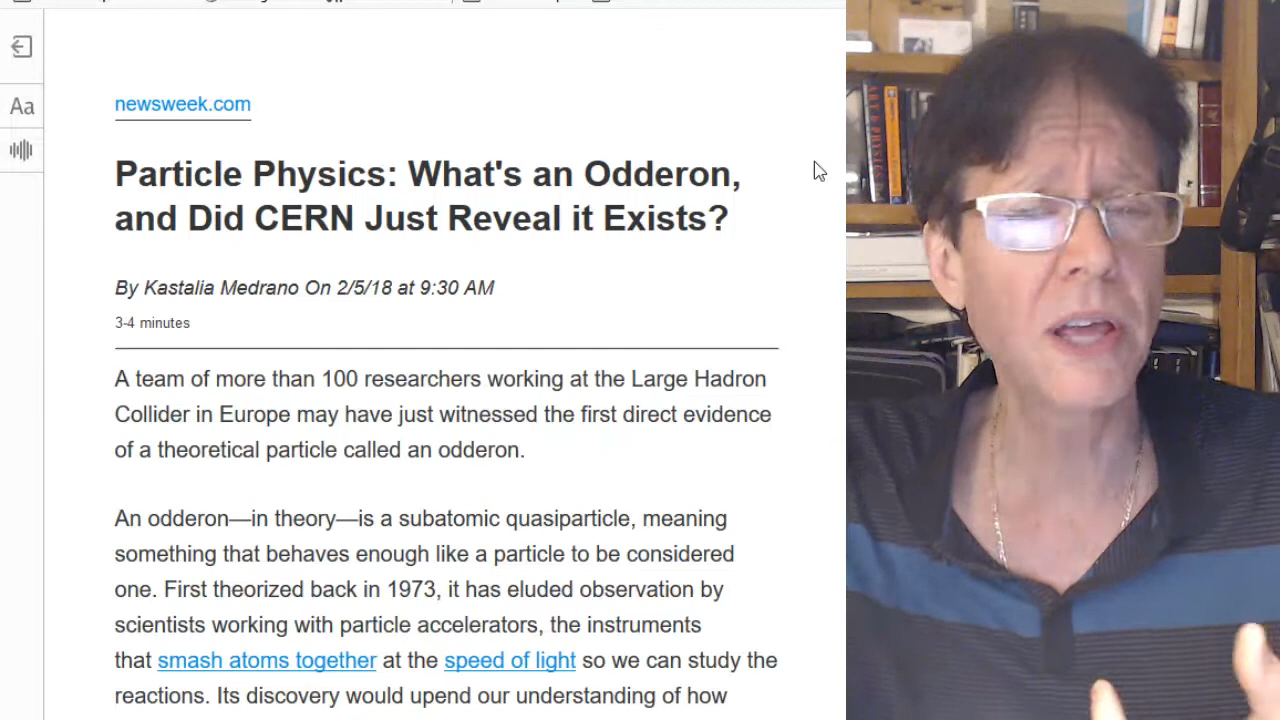 Aa
newsweek.com
Particle Physics: What's an Odderon,
and Did CERN Just Reveal it Exists?
By Kastalia Medrano On 2/5/18 at 9:30 AM
3-4 minutes
A team of more than 100 researchers working at the Large Hadron
Collider in Europe may have just witnessed the first direct evidence
of a theoretical particle called an odderon.
An odderon—in theory—is a subatomic quasiparticle, meaning
something that behaves enough like a particle to be considered
one. First theorized back in 1973, it has eluded observation by
scientists working with particle accelerators, the instruments
that smash atoms together at the speed of light so we can study the
reactions. Its discovery would upend our understanding of how
ART & PHYSICS